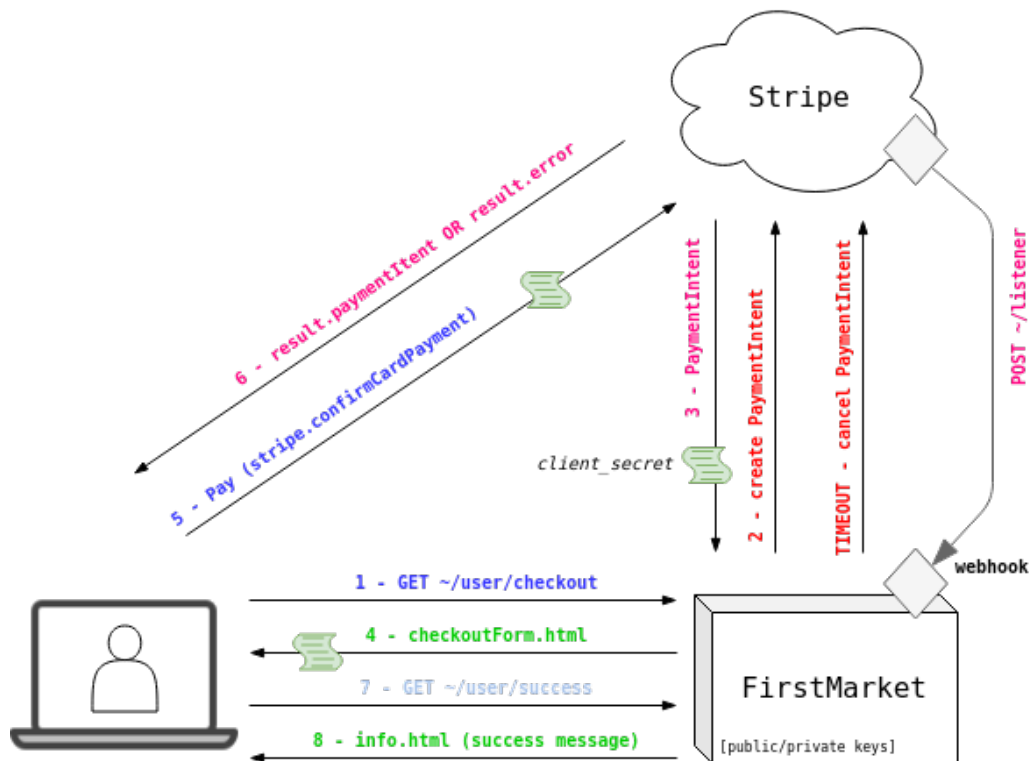 Stripe
6 - result.paymentItent OR result.error
5 - Pay (stripe.confirmCardPayment)
3 - PaymentIntent
2 - create PaymentIntent
TIMEOUT - cancel PaymentIntent
POST ~/listener
client_secret
webhook
1 - GET ~/user/checkout
4 - checkoutForm.html
7 - GET ~/user/success
8 - info.html (success message)
FirstMarket
[public/private keys]